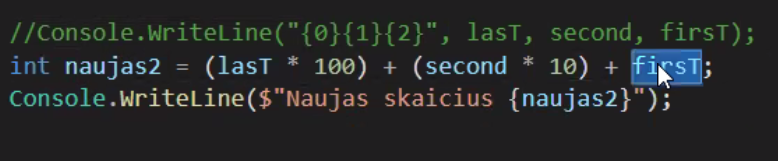 //Console.WriteLine("{0}{1}{2}", lasT, second, firsT);
int naujas2 = (lasT * 100) + (second * 10) + firsT;
Console.WriteLine($"Naujas skaicius {naujas2}");